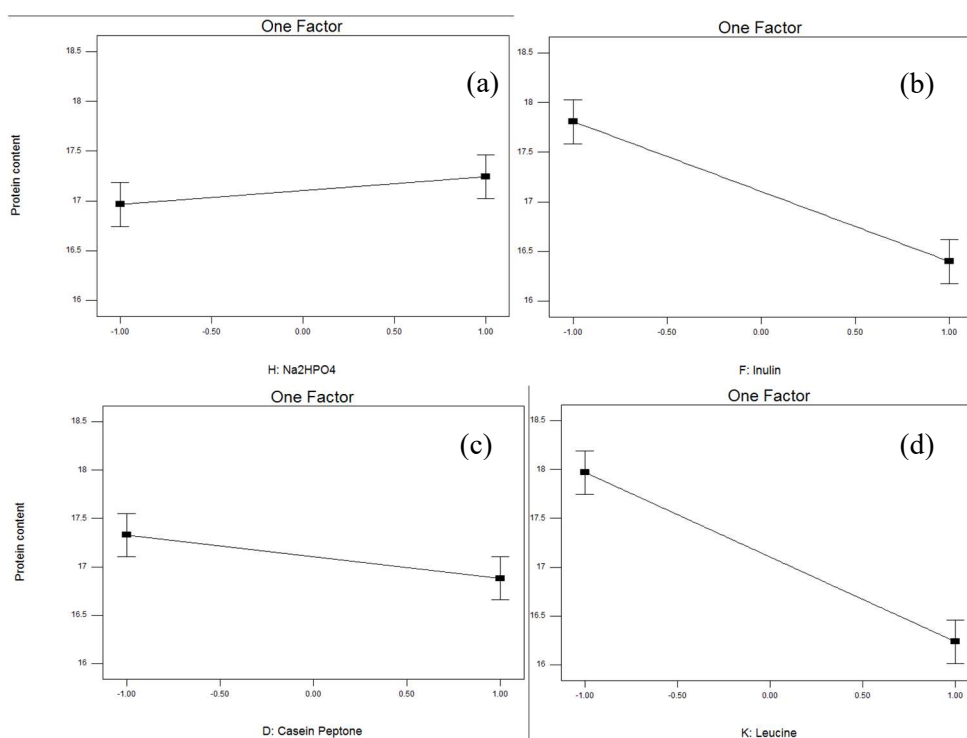 One Factor
(a)
Protein content
18.5
18
17.5
17
16.5
16
-1.00 -0.50 0.00 0.50 1.00
H: Na2HPO4
One Factor
(b)
18.5
18
17.5
17
16.5
16
-1.00 -0.50 0.00 0.50 1.00
F: Inulin
One Factor
(c)
Protein content
18.5
18
17.5
17
16.5
16
-1.00 -0.50 0.00 0.50 1.00
D: Casein Peptone
One Factor
(d)
18.5
18
17.5
17
16.5
16
-1.00 -0.50 0.00 0.50 1.00
K: Leucine